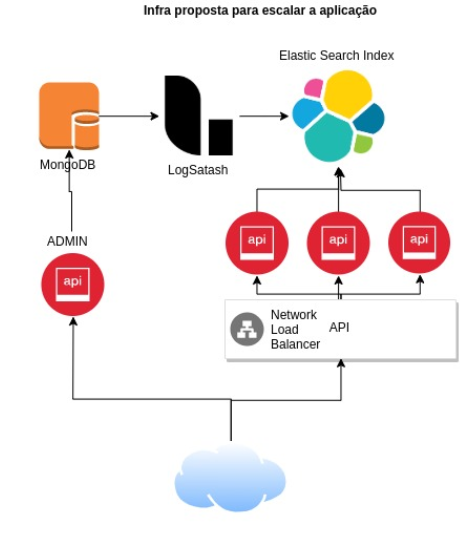 Infra proposta para escalar a aplicação
Elastic Search Index
MongoDB
LogSatash
ADMIN
api
api
api
api
Network
Load
Balancer
API